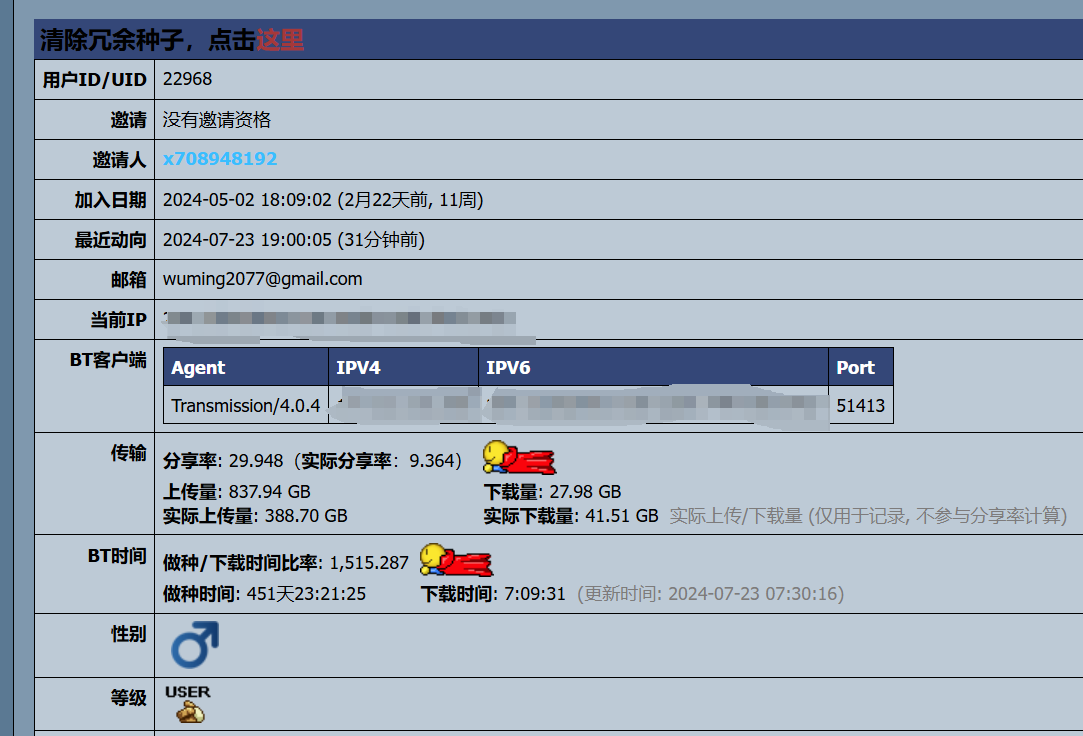 清除冗余种子，点击这里
用户ID/UID 22968
邀请 没有邀请资格
邀请人 x708948192
加入日期 2024-05-02 18:09:02 (2月22天前, 11周)
最近动向 2024-07-23 19:00:05 (31分钟前)
邮箱 wuming2077@gmail.com
当前IP
BT客户端
Agent IPV4 IPV6 Port
Transmission/4.0.4 51413
传输
分享率: 29.948（实际分享率：9.364）
上传量: 837.94 GB 下载量: 27.98 GB
实际上传量: 388.70 GB 实际下载量: 41.51 GB 实际上传/下载量 (仅用于记录, 不参与分享率计算)
BT时间
做种/下载时间比率: 1,515.287
做种时间: 451天23:21:25 下载时间: 7:09:31 (更新时间: 2024-07-23 07:30:16)
性别
等级 USER